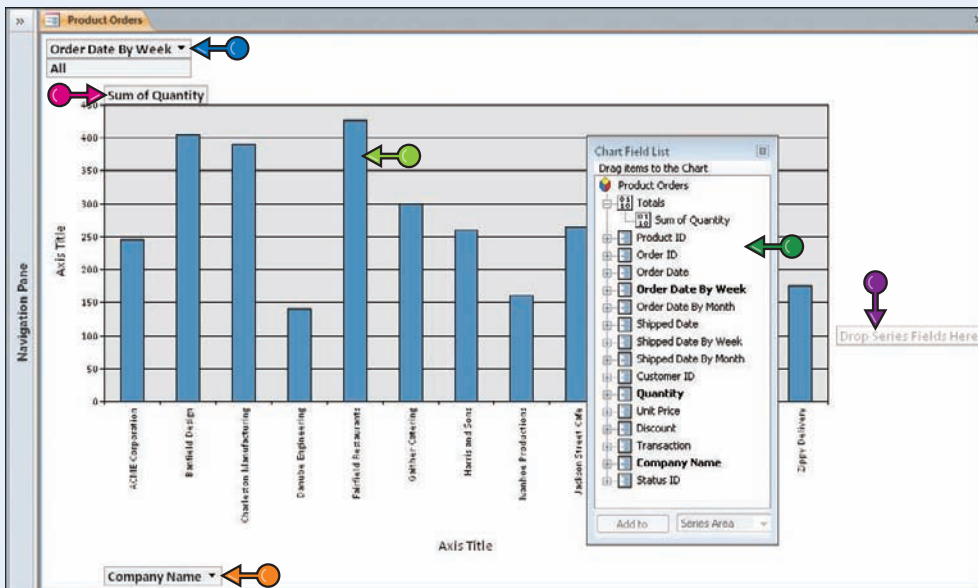 »
Product Orders
Order Date By Week
All
Sum of Quantity
450
400
350
300
250
200
150
100
50
0
Axis Title
Navigation Pane
ACME Corporation
Banfield Design
Charleston Manufacturing
Danube Engineering
Fairfield Restaurants
Gaither Catering
Harris and Sons
Ivanhoe Productions
Jackson Street Cafe
Zippy Delivery
Axis Title
Company Name
Chart Field List
Drag items to the Chart
Product Orders
Totals
Sum of Quantity
Product ID
Order ID
Order Date
Order Date By Week
Order Date By Month
Shipped Date
Shipped Date By Week
Shipped Date By Month
Customer ID
Quantity
Unit Price
Discount
Transaction
Company Name
Status ID
Add to
Series Area
Drop Series Fields Here